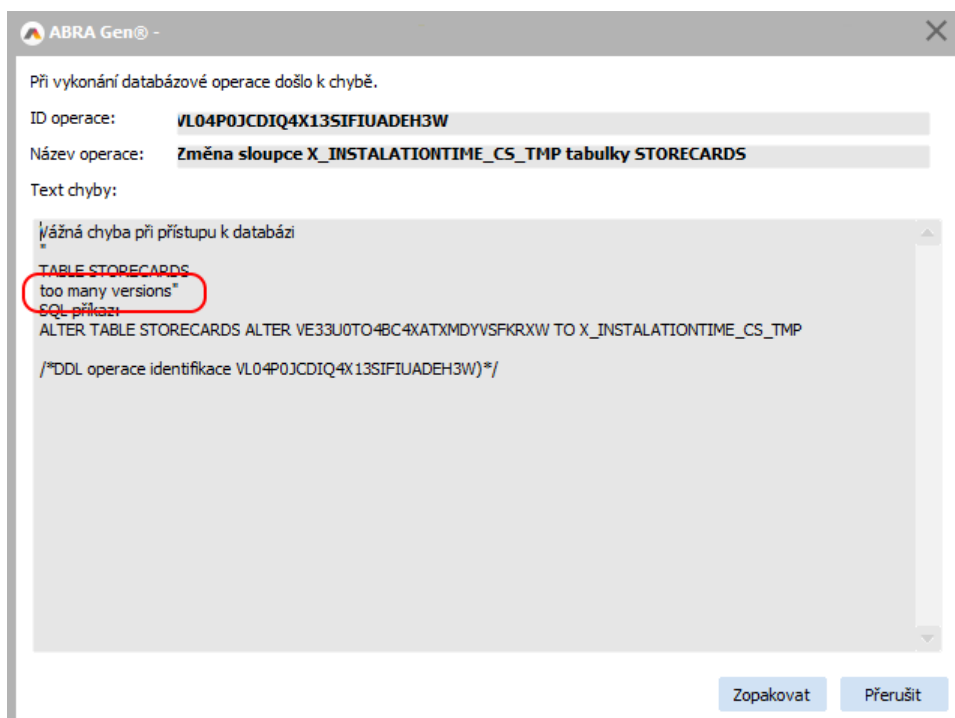 ABRA Gen® -
Při vykonání databázové operace došlo k chybě.
ID operace: VL04P0JCDIQ4X13SIFIUADEH3W
Název operace: Změna sloupce X_INSTALATIONTIME_CS_TMP tabulky STORECARDS
Text chyby:
Vážná chyba při přístupu k databázi
"
TABLE STORECARDS
too many versions"
SQL příkaz:
ALTER TABLE STORECARDS ALTER VE33U0TO4BC4XATXMDYVSFKRXW TO X_INSTALATIONTIME_CS_TMP
/*DDL operace identifikace VL04P0JCDIQ4X13SIFIUADEH3W)*/
Zopakovat Přerušit